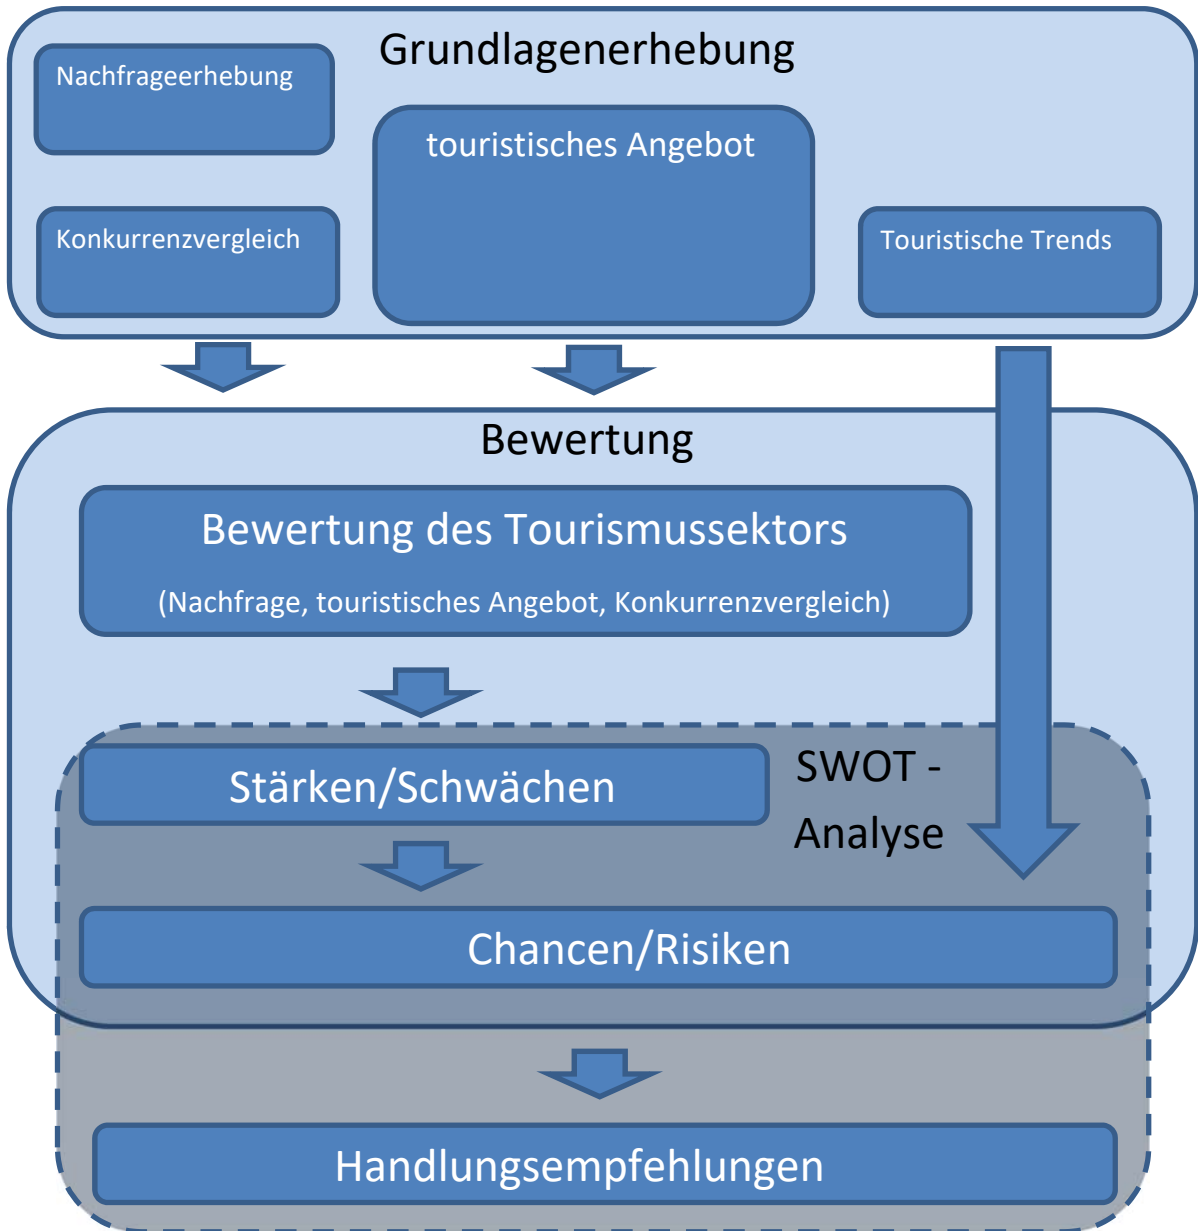 Grundlagenerhebung
Nachfrageerhebung
touristisches Angebot
Konkurrenzvergleich
Touristische Trends
Bewertung
Bewertung des Tourismussektors
(Nachfrage, touristisches Angebot, Konkurrenzvergleich)
Stärken/Schwächen
SWOT -
Analyse
Chancen/Risiken
Handlungsempfehlungen